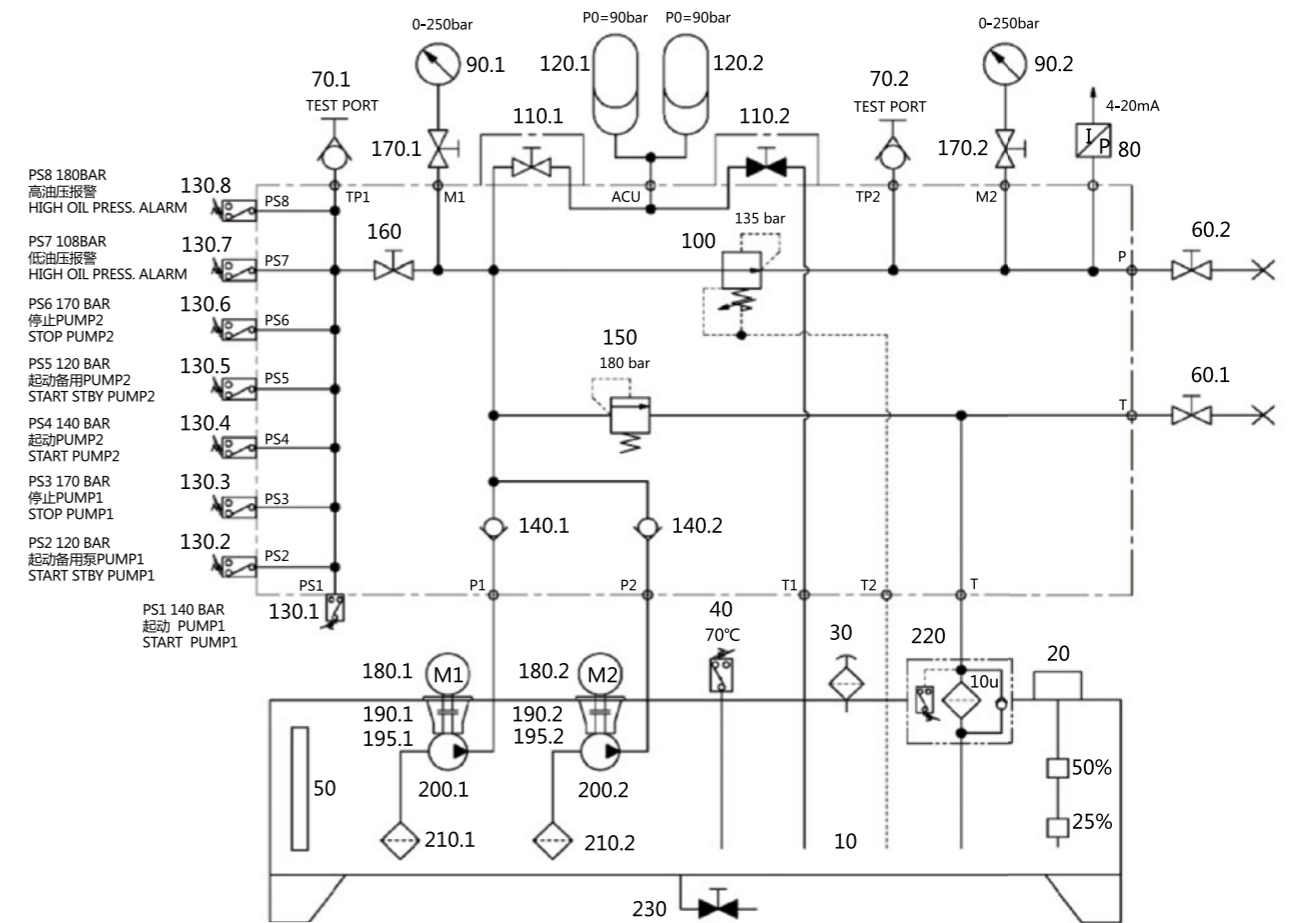 0-250bar
90.1
P0=90bar
P0=90bar
120.1
120.2
0-250bar
90.2
70.1
TEST PORT
170.1
110.1
110.2
70.2
TEST PORT
170.2
4-20mA
I
P
80
PS8 180BAR
高油压报警
HIGH OIL PRESS. ALARM
130.8
PS8
TP1
M1
ACU
TP2
M2
PS7 108BAR
低油压报警
HIGH OIL PRESS. ALARM
130.7
PS7
160
135 bar
100
P
60.2
PS6 170 BAR
停止PUMP2
STOP PUMP2
130.6
PS6
PS5 120 BAR
起动备用PUMP2
START STBY PUMP2
130.5
PS5
150
180 bar
T
60.1
PS4 140 BAR
起动PUMP2
START PUMP2
130.4
PS4
PS3 170 BAR
停止PUMP1
STOP PUMP1
130.3
PS3
PS2 120 BAR
起动备用泵PUMP1
START STBY PUMP1
130.2
PS2
140.1
140.2
PS1
P1
P2
T1
T2
T
PS1 140 BAR
起动 PUMP1
START PUMP1
130.1
40
70℃
30
220
20
180.1
M1
180.2
M2
10u
190.1
195.1
190.2
195.2
50
200.1
200.2
50%
210.1
210.2
10
25%
230